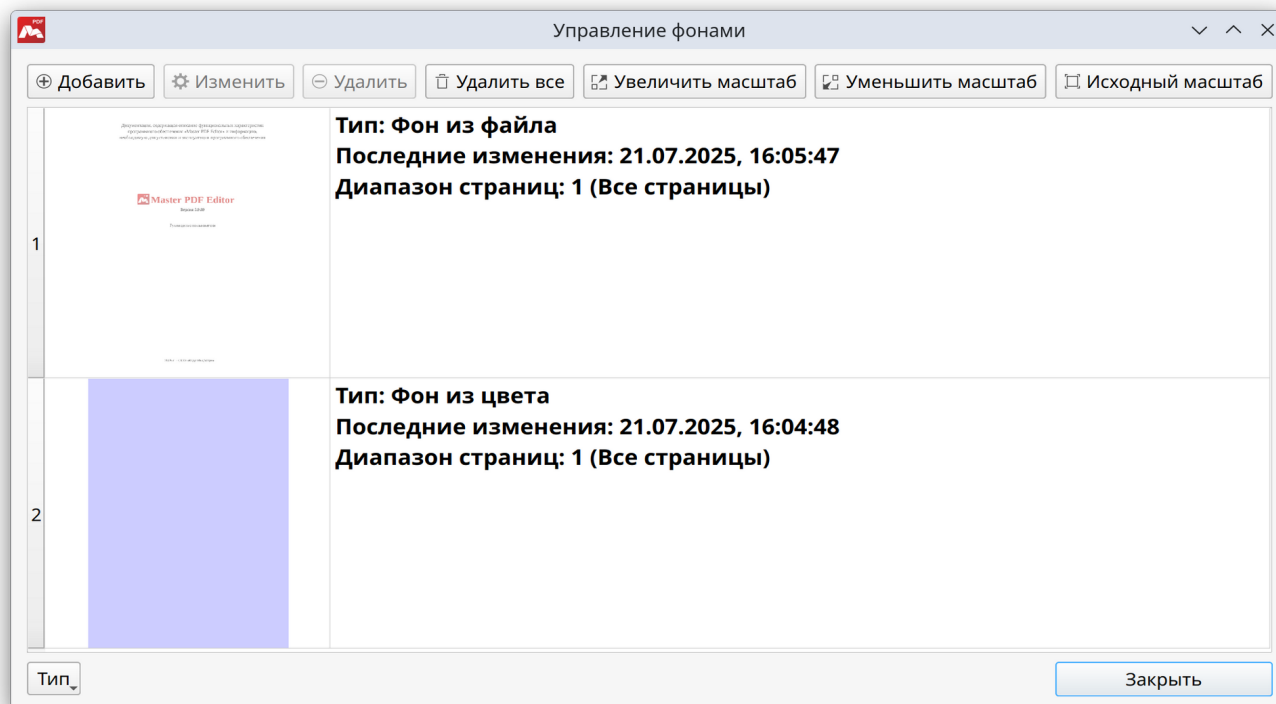 PDF
Управление фонами
Добавить Изменить Удалить Удалить все Увеличить масштаб Уменьшить масштаб Исходный масштаб
1
Master PDF Editor
Тип: Фон из файла
Последние изменения: 21.07.2025, 16:05:47
Диапазон страниц: 1 (Все страницы)
2
Тип: Фон из цвета
Последние изменения: 21.07.2025, 16:04:48
Диапазон страниц: 1 (Все страницы)
Тип
Закрыть